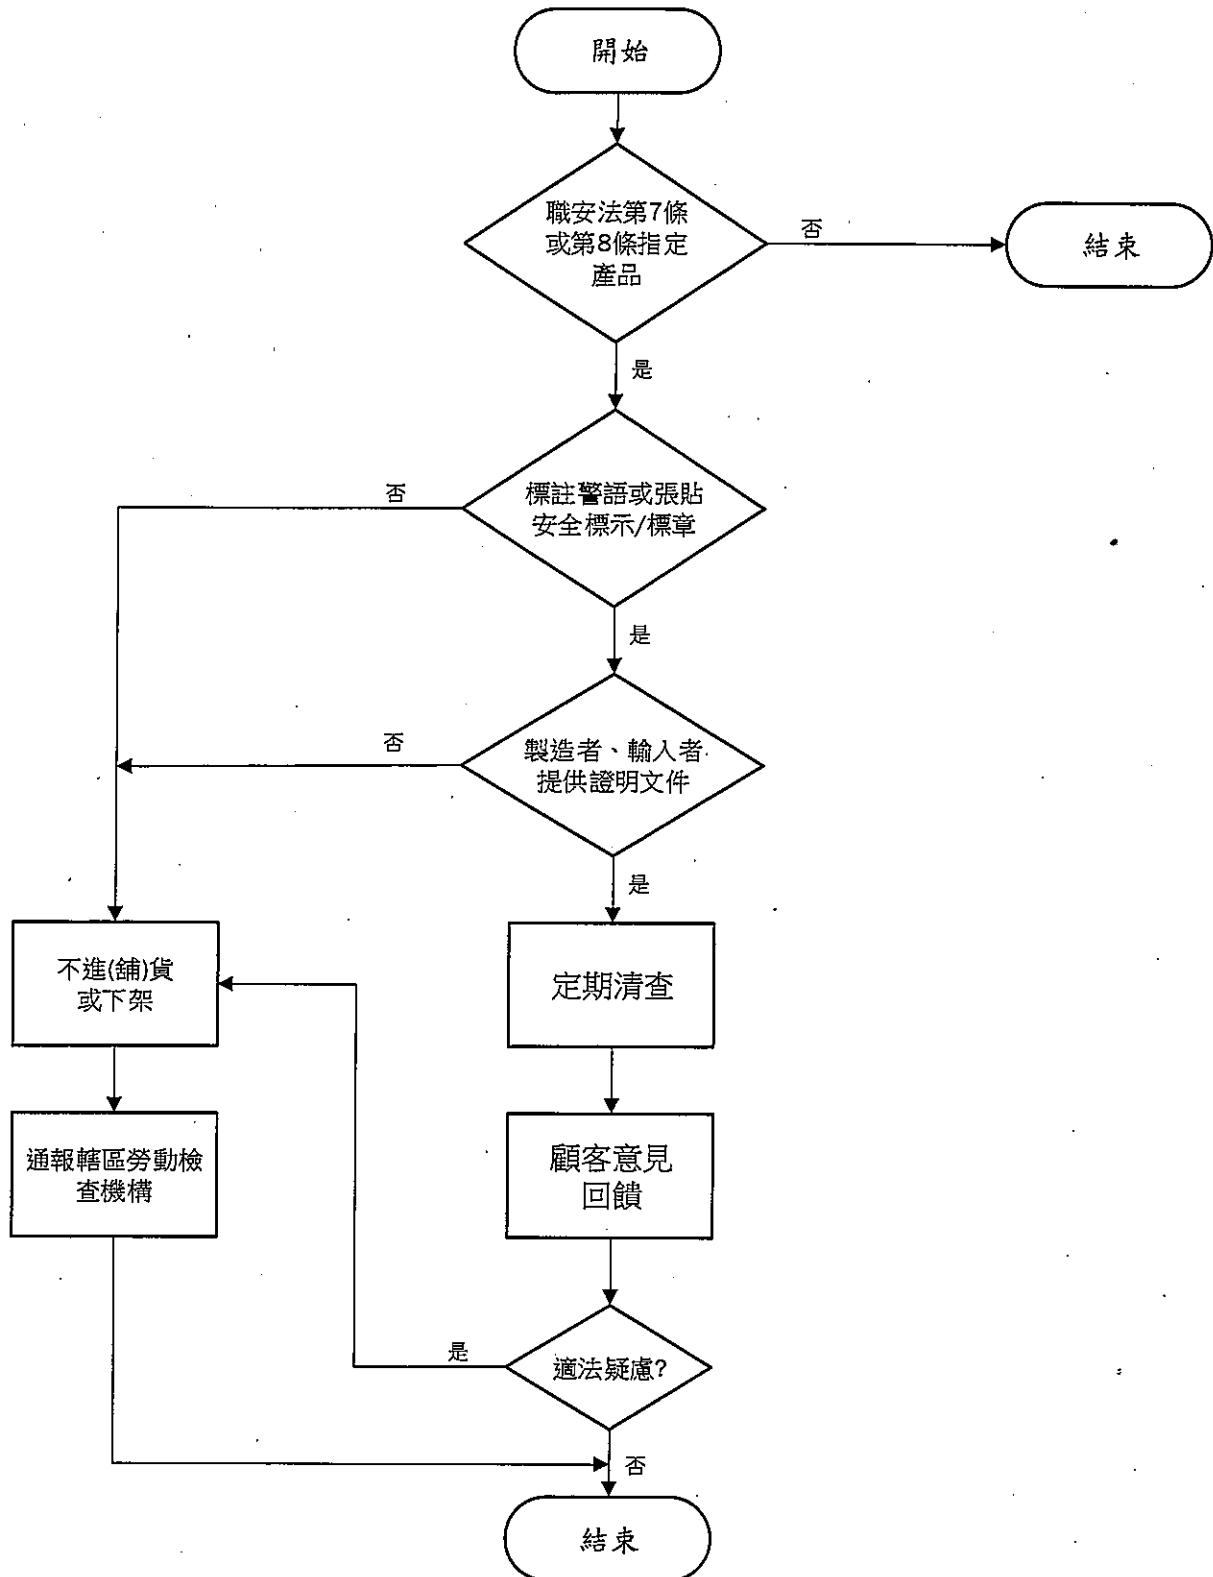 開始
職安法第7條
或第8條指定
產品
否
結束
是
標註警語或張貼
安全標示/標章
否
是
製造者、輸入者
提供證明文件
否
是
不進(舖)貨
或下架
定期清查
通報轄區勞動檢
查機構
顧客意見
回饋
適法疑慮?
是
否
結束